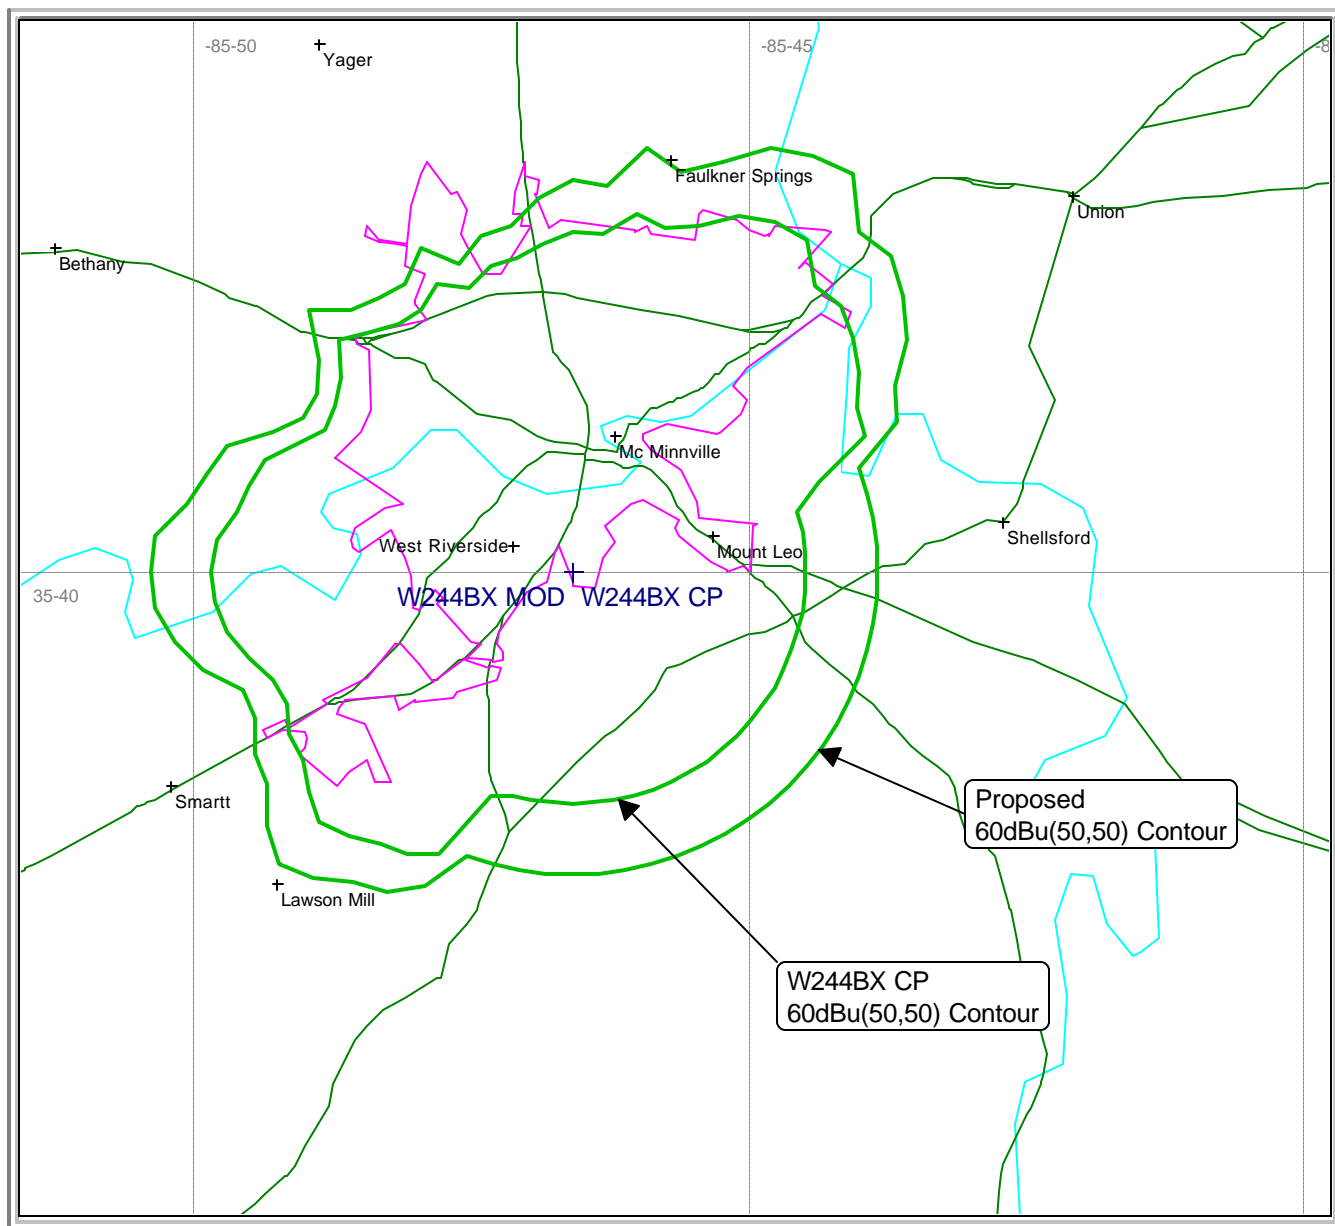 -85-50
-85-45
-8
Yager
Faulkner Springs
Union
Bethany
Mc Minnville
West Riverside
Mount Leo
Shellsford
35-40
W244BX MOD
W244BX CP
Smartt
Proposed
60dBu(50,50) Contour
Lawson Mill
W244BX CP
60dBu(50,50) Contour